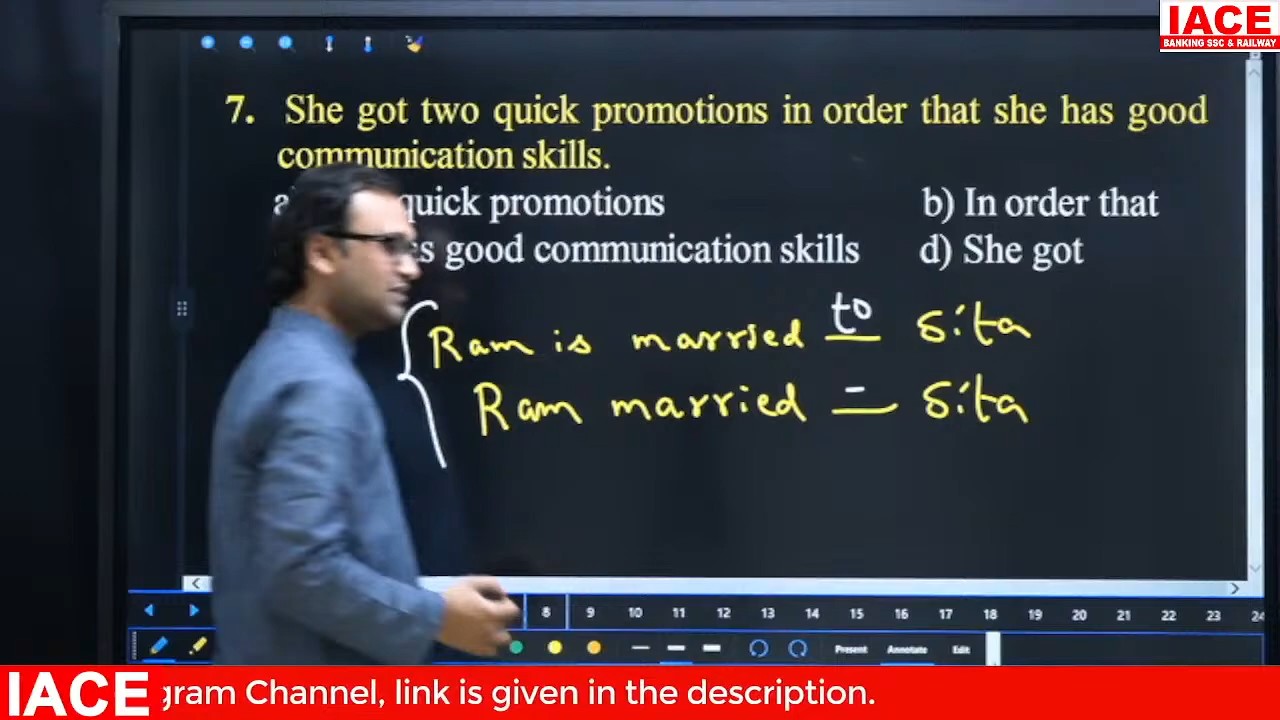 IACE
BANKING SSC & RAILWAY
7. She got two quick promotions in order that she has good
communication skills.
quick promotions b) In order that
good communication skills d) She got
Ram is married to Sita
Ram married - Sita
8 9 10 11 12 13 14 15 16 17 18 19 20 21 22 23 24
Present Annotate Edit
IACE gram Channel, link is given in the description.